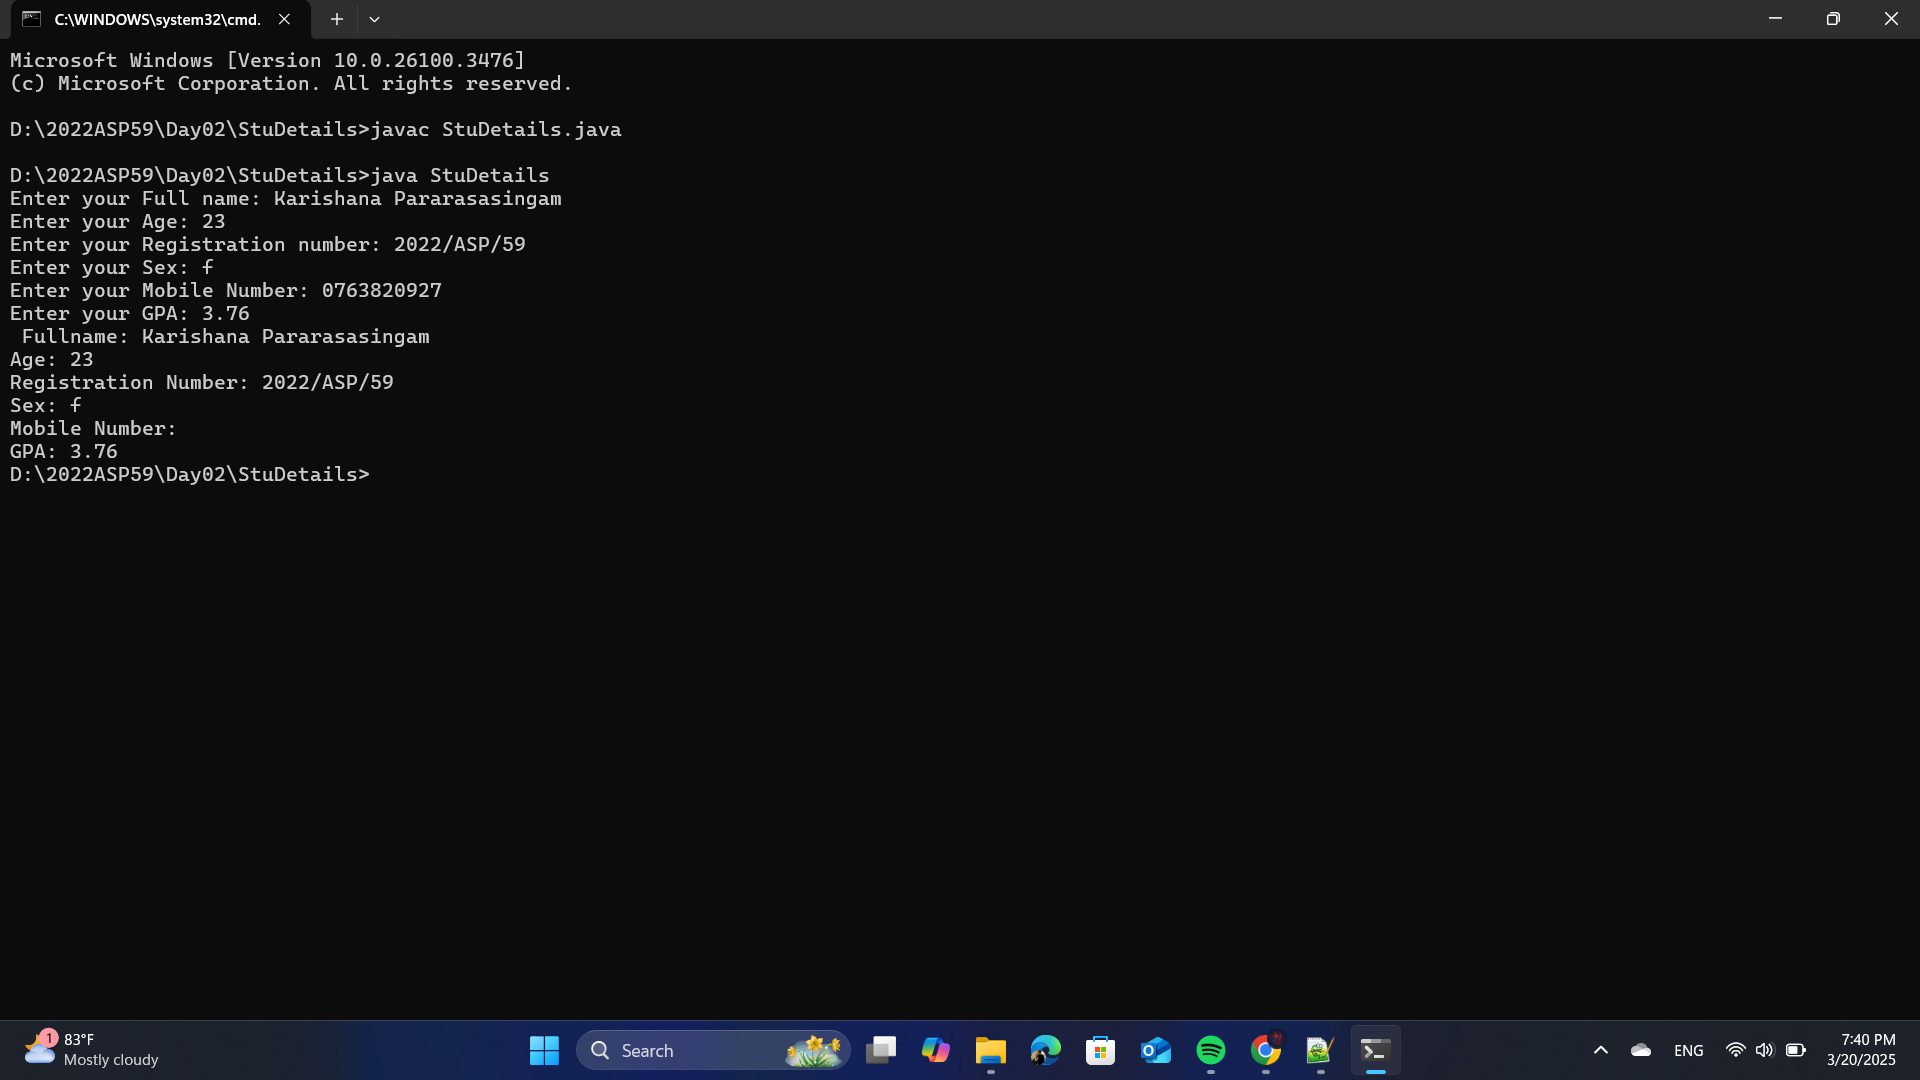 C:\WINDOWS\system32\cmd.
Microsoft Windows [Version 10.0.26100.3476]
(c) Microsoft Corporation. All rights reserved.
D:\2022ASP59\Day02\StuDetails>javac StuDetails.java
D:\2022ASP59\Day02\StuDetails>java StuDetails
Enter your Full name: Karishana Pararasasingam
Enter your Age: 23
Enter your Registration number: 2022/ASP/59
Enter your Sex: f
Enter your Mobile Number: 0763820927
Enter your GPA: 3.76
 Fullname: Karishana Pararasasingam
Age: 23
Registration Number: 2022/ASP/59
Sex: f
Mobile Number:
GPA: 3.76
D:\2022ASP59\Day02\StuDetails>
1
83°F
Mostly cloudy
Search
ENG
7:40 PM
3/20/2025